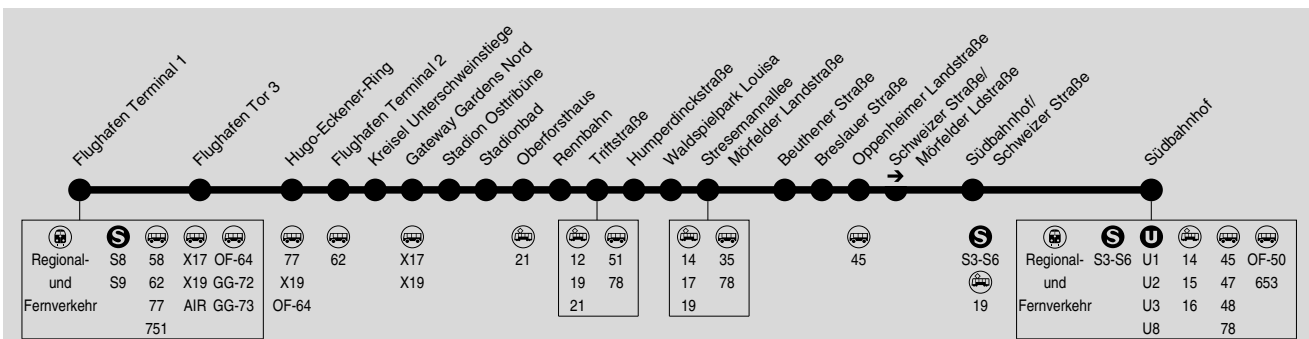 Flughafen Terminal 1
Flughafen Tor 3
Hugo-Eckener-Ring
Flughafen Terminal 2
Kreisel Unterschweinstiege
Gateway Gardens Nord
Stadion Osttribüne
Stadionbad
Oberforsthaus
Rennbahn
Triftstraße
Humperdinckstraße
Waldspielpark Louisa
Stresemannallee
Mörfelder Landstraße
Beuthener Straße
Breslauer Straße
Oppenheimer Landstraße
Schweizer Straße/
Mörfelder Ldstraße
Südbahnhof/
Schweizer Straße
Südbahnhof
Regional-
und
Fernverkehr
S
S8
S9
58
62
77
751
X17
X19
AIR
OF-64
GG-72
GG-73
77
X19
OF-64
62
X17
X19
21
12
19
21
51
78
14
17
19
35
78
45
S
S3-S6
19
Regional-
und
Fernverkehr
S
S3-S6
U
U1
U2
U3
U8
14
15
16
45
47
48
78
OF-50
653